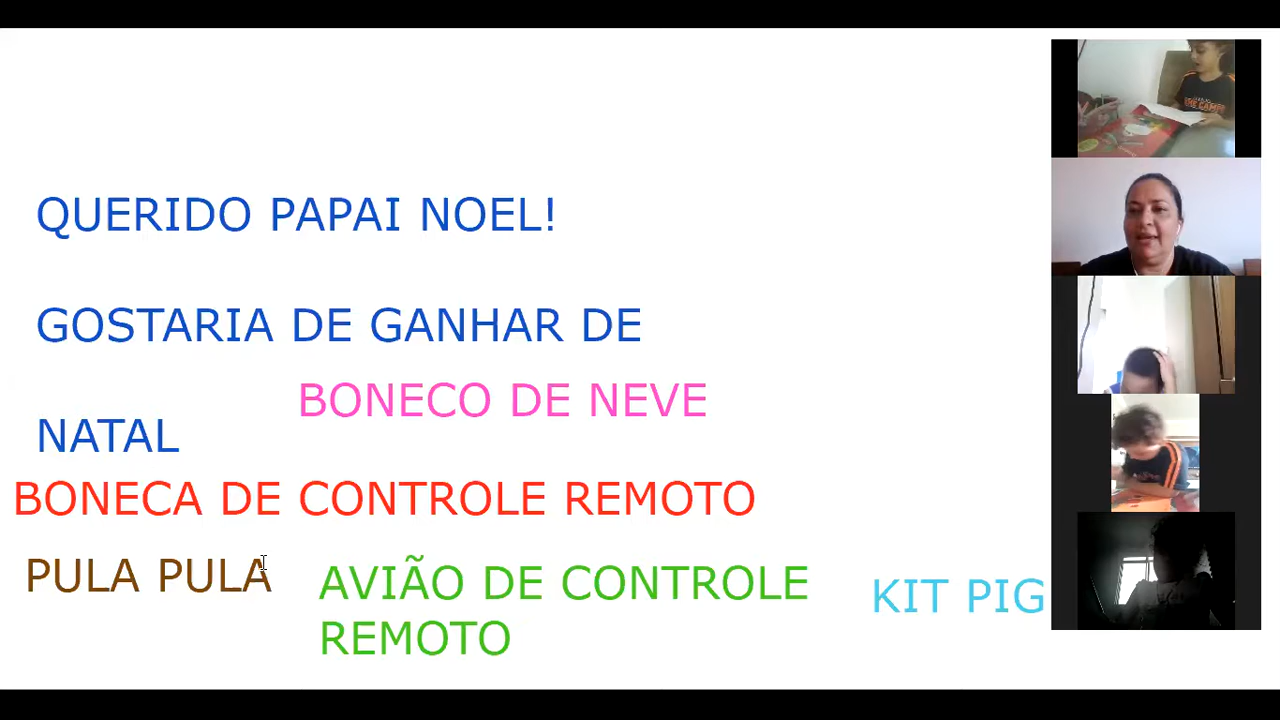 QUERIDO PAPAI NOEL!
GOSTARIA DE GANHAR DE
BONECO DE NEVE
NATAL
BONECA DE CONTROLE REMOTO
PULA PULA
AVIÃO DE CONTROLE
REMOTO
KIT PIG